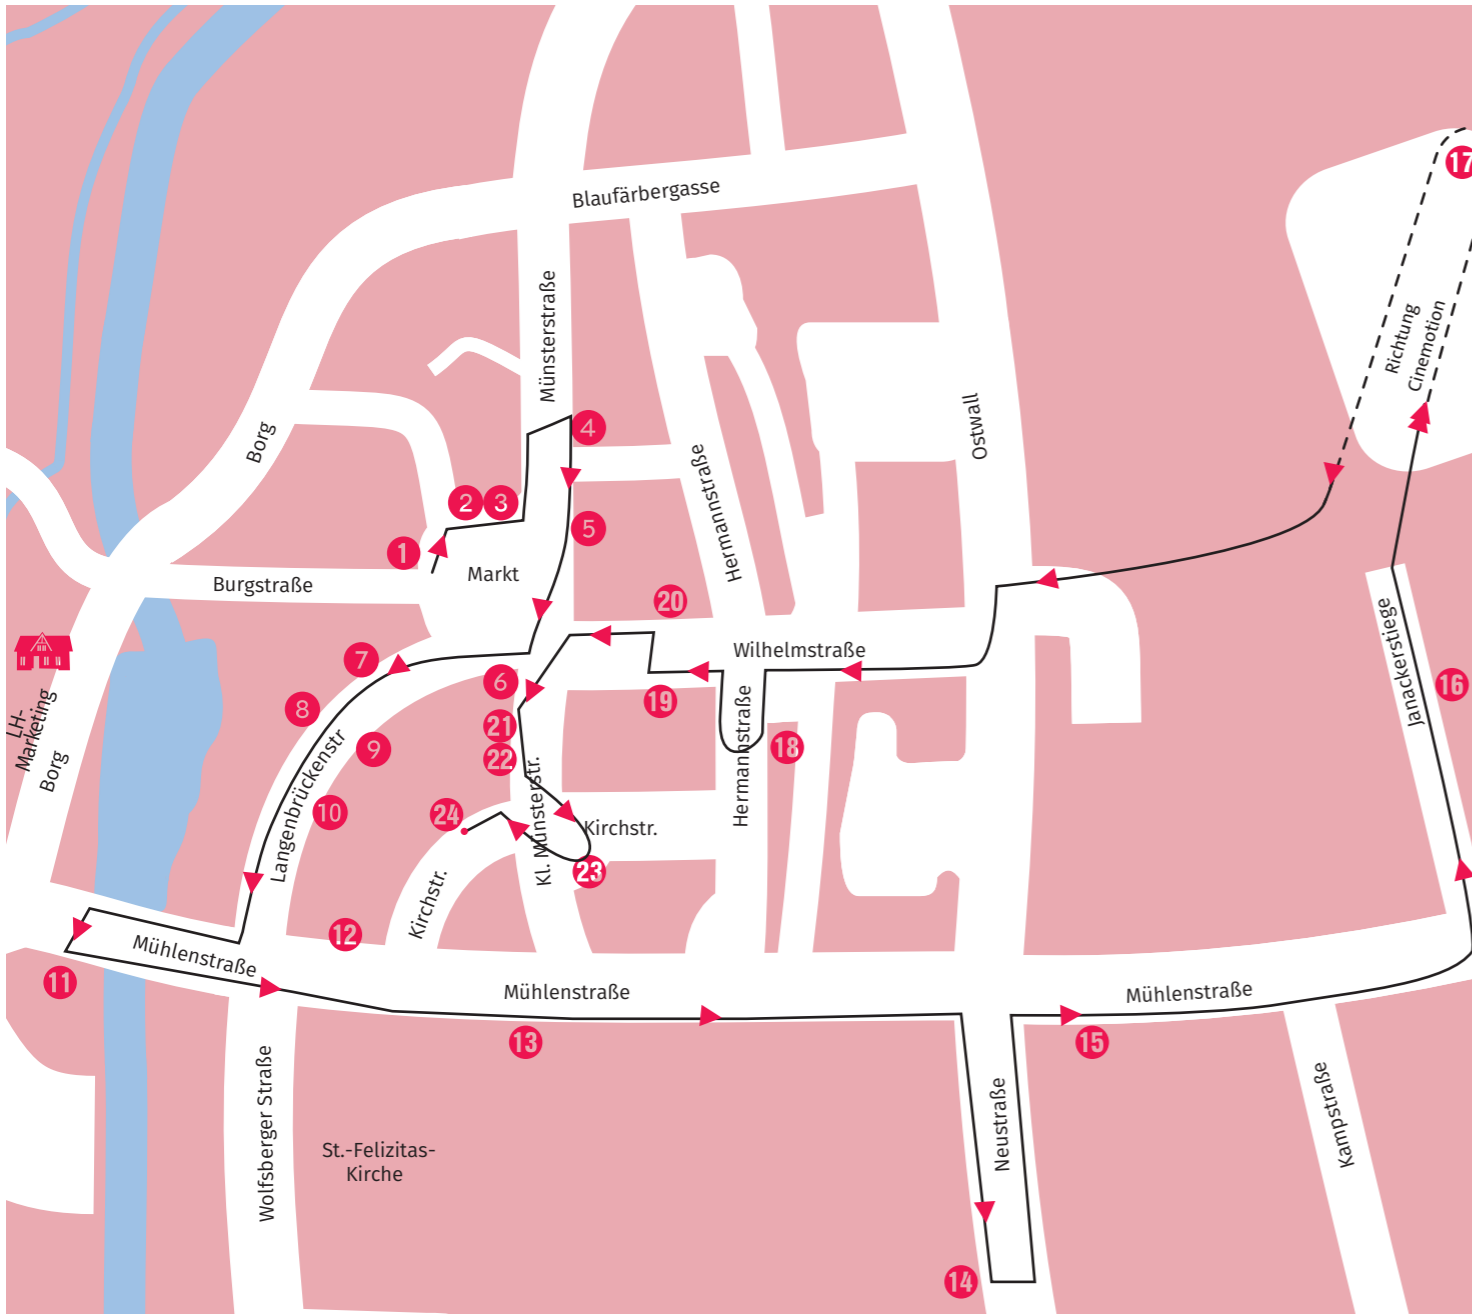 17
Blaufärbergasse
Münsterstraße
Richtung
Cinemotion
Borg
4
Ostwall
Hermannstraße
2
3
5
1
Markt
Burgstraße
20
Wilhelmstraße
Janackerstiege
LH-
Marketing
Borg
7
6
16
19
8
21
Hermannstraße
18
9
22
Langenbrückenstr
10
24
Kl. Münsterstr.
Kirchstr.
23
Kirchstr.
12
Mühlenstraße
11
Mühlenstraße
Mühlenstraße
13
15
Wolfsberger Straße
Neustraße
Kampstraße
St.-Felizitas-
Kirche
14